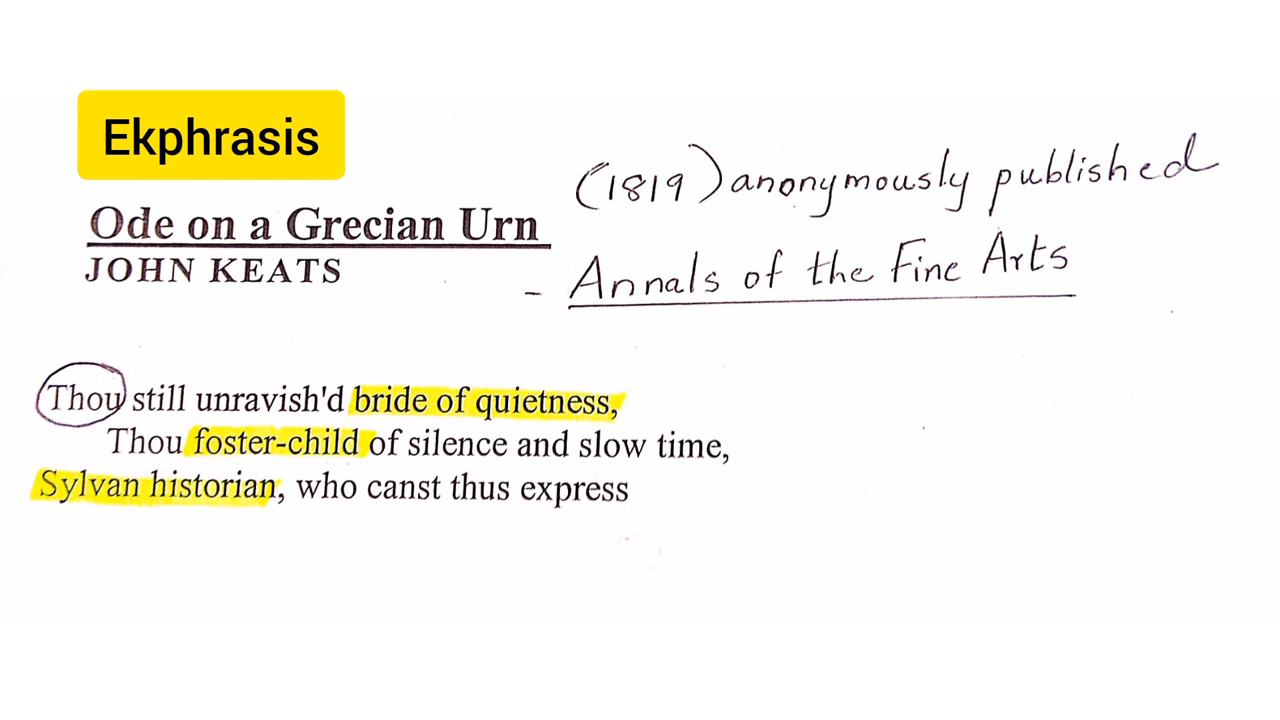 Ekphrasis
(1819) anonymously published
Ode on a Grecian Urn
JOHN KEATS
- Annals of the Fine Arts
Thou still unravish'd bride of quietness,
Thou foster-child of silence and slow time,
Sylvan historian, who canst thus express